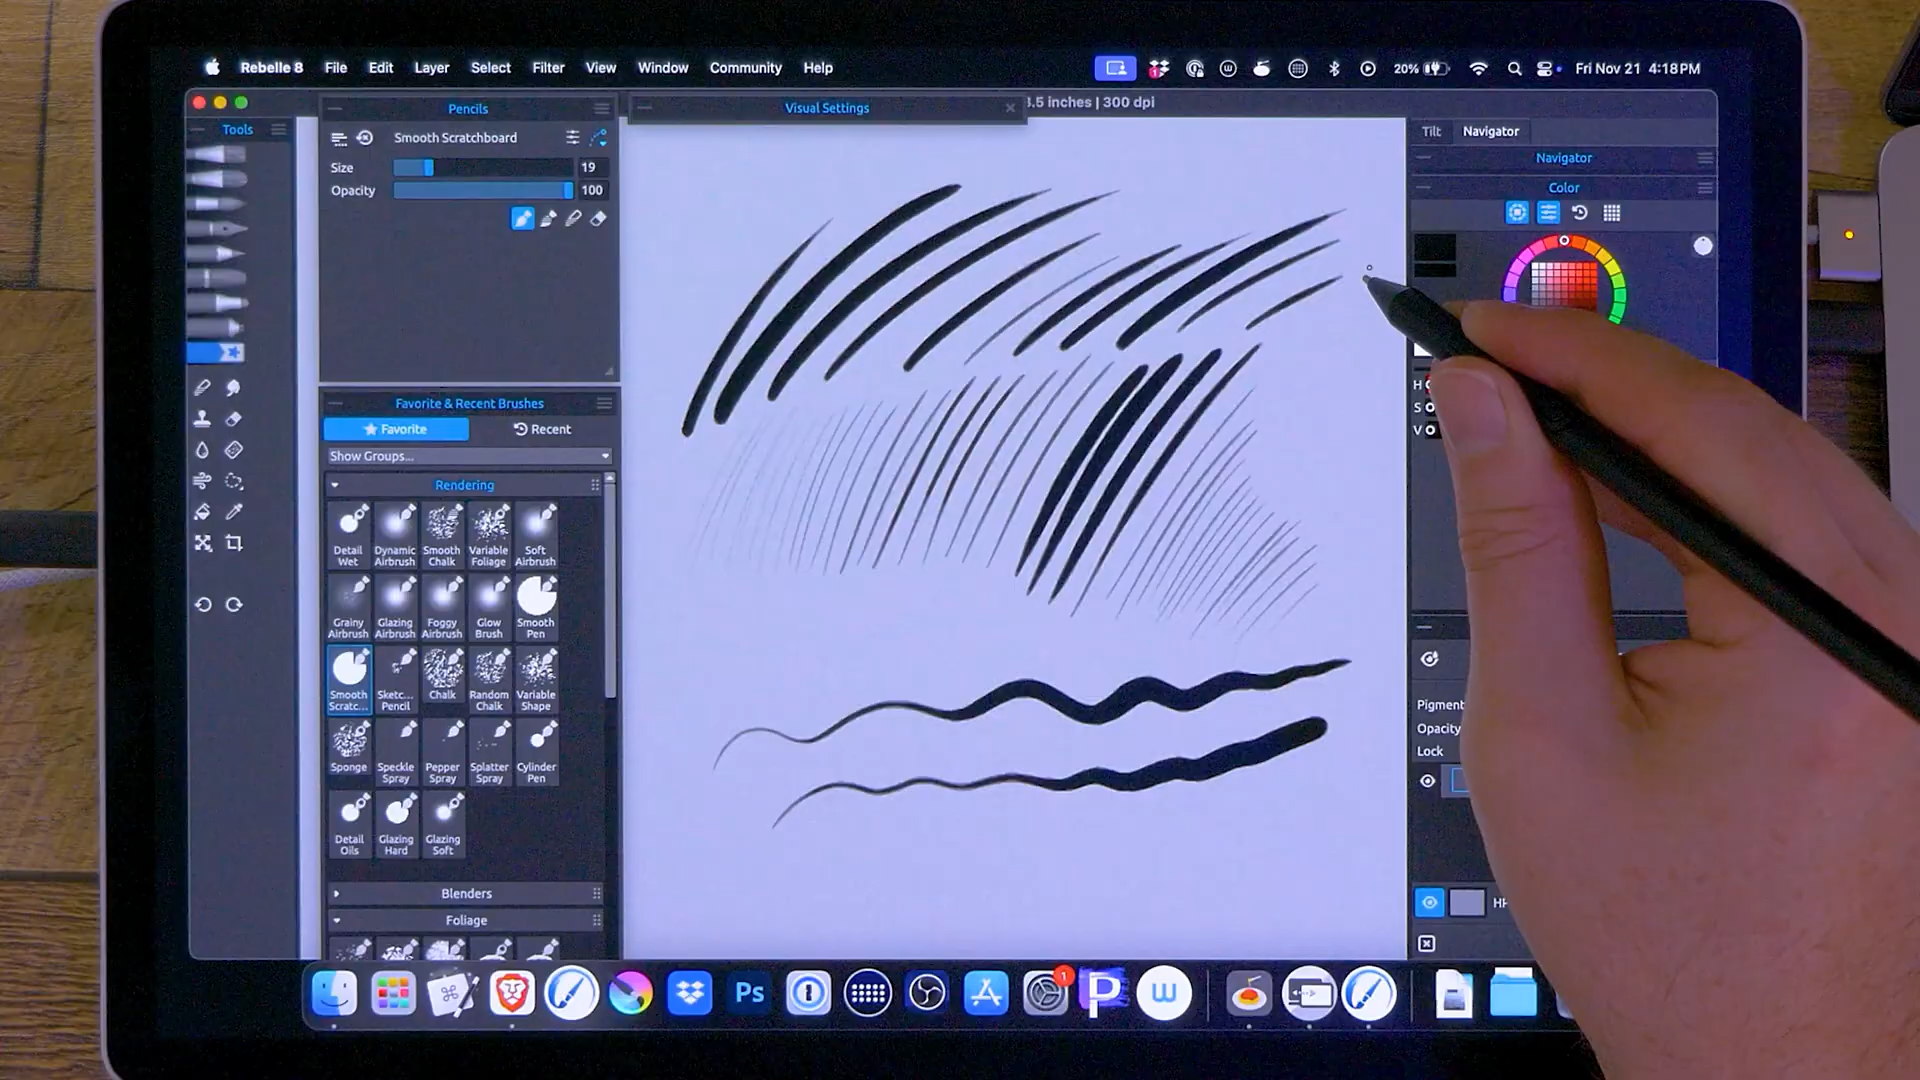 Rebelle 8 File Edit Layer Select Filter View Window Community Help 1 20% Fri Nov 21 4:18 PM
.5 inches | 300 dpi
Tools
Pencils
Visual Settings
Smooth Scratchboard
Size 19
Opacity 100
Favorite & Recent Brushes
Favorite Recent
Show Groups...
Rendering
Detail Wet
Dynamic Airbrush
Smooth Chalk
Variable Foliage
Soft Airbrush
Grainy Airbrush
Glazing Airbrush
Foggy Airbrush
Glow Brush
Smooth Pen
Smooth Scratc...
Sketc... Pencil
Chalk
Random Chalk
Variable Shape
Sponge
Speckle Spray
Pepper Spray
Splatter Spray
Cylinder Pen
Detail Oils
Glazing Hard
Glazing Soft
Blenders
Foliage
Tilt Navigator
Navigator
Color
H
S
V
Pigment
Opacity
Lock
Ps
1
P
W